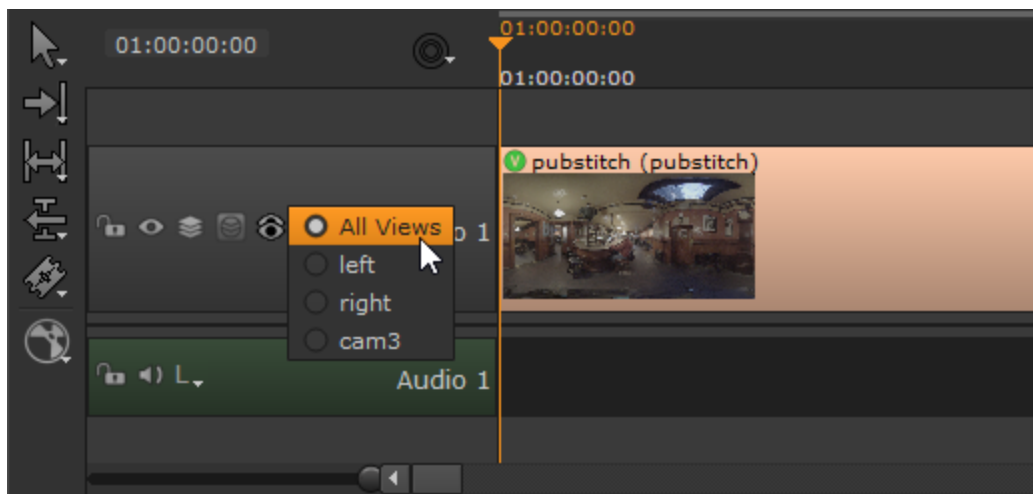 01:00:00:00
01:00:00:00
01:00:00:00
V pubstitch (pubstitch)
All Views
o 1
left
right
cam3
L
Audio 1